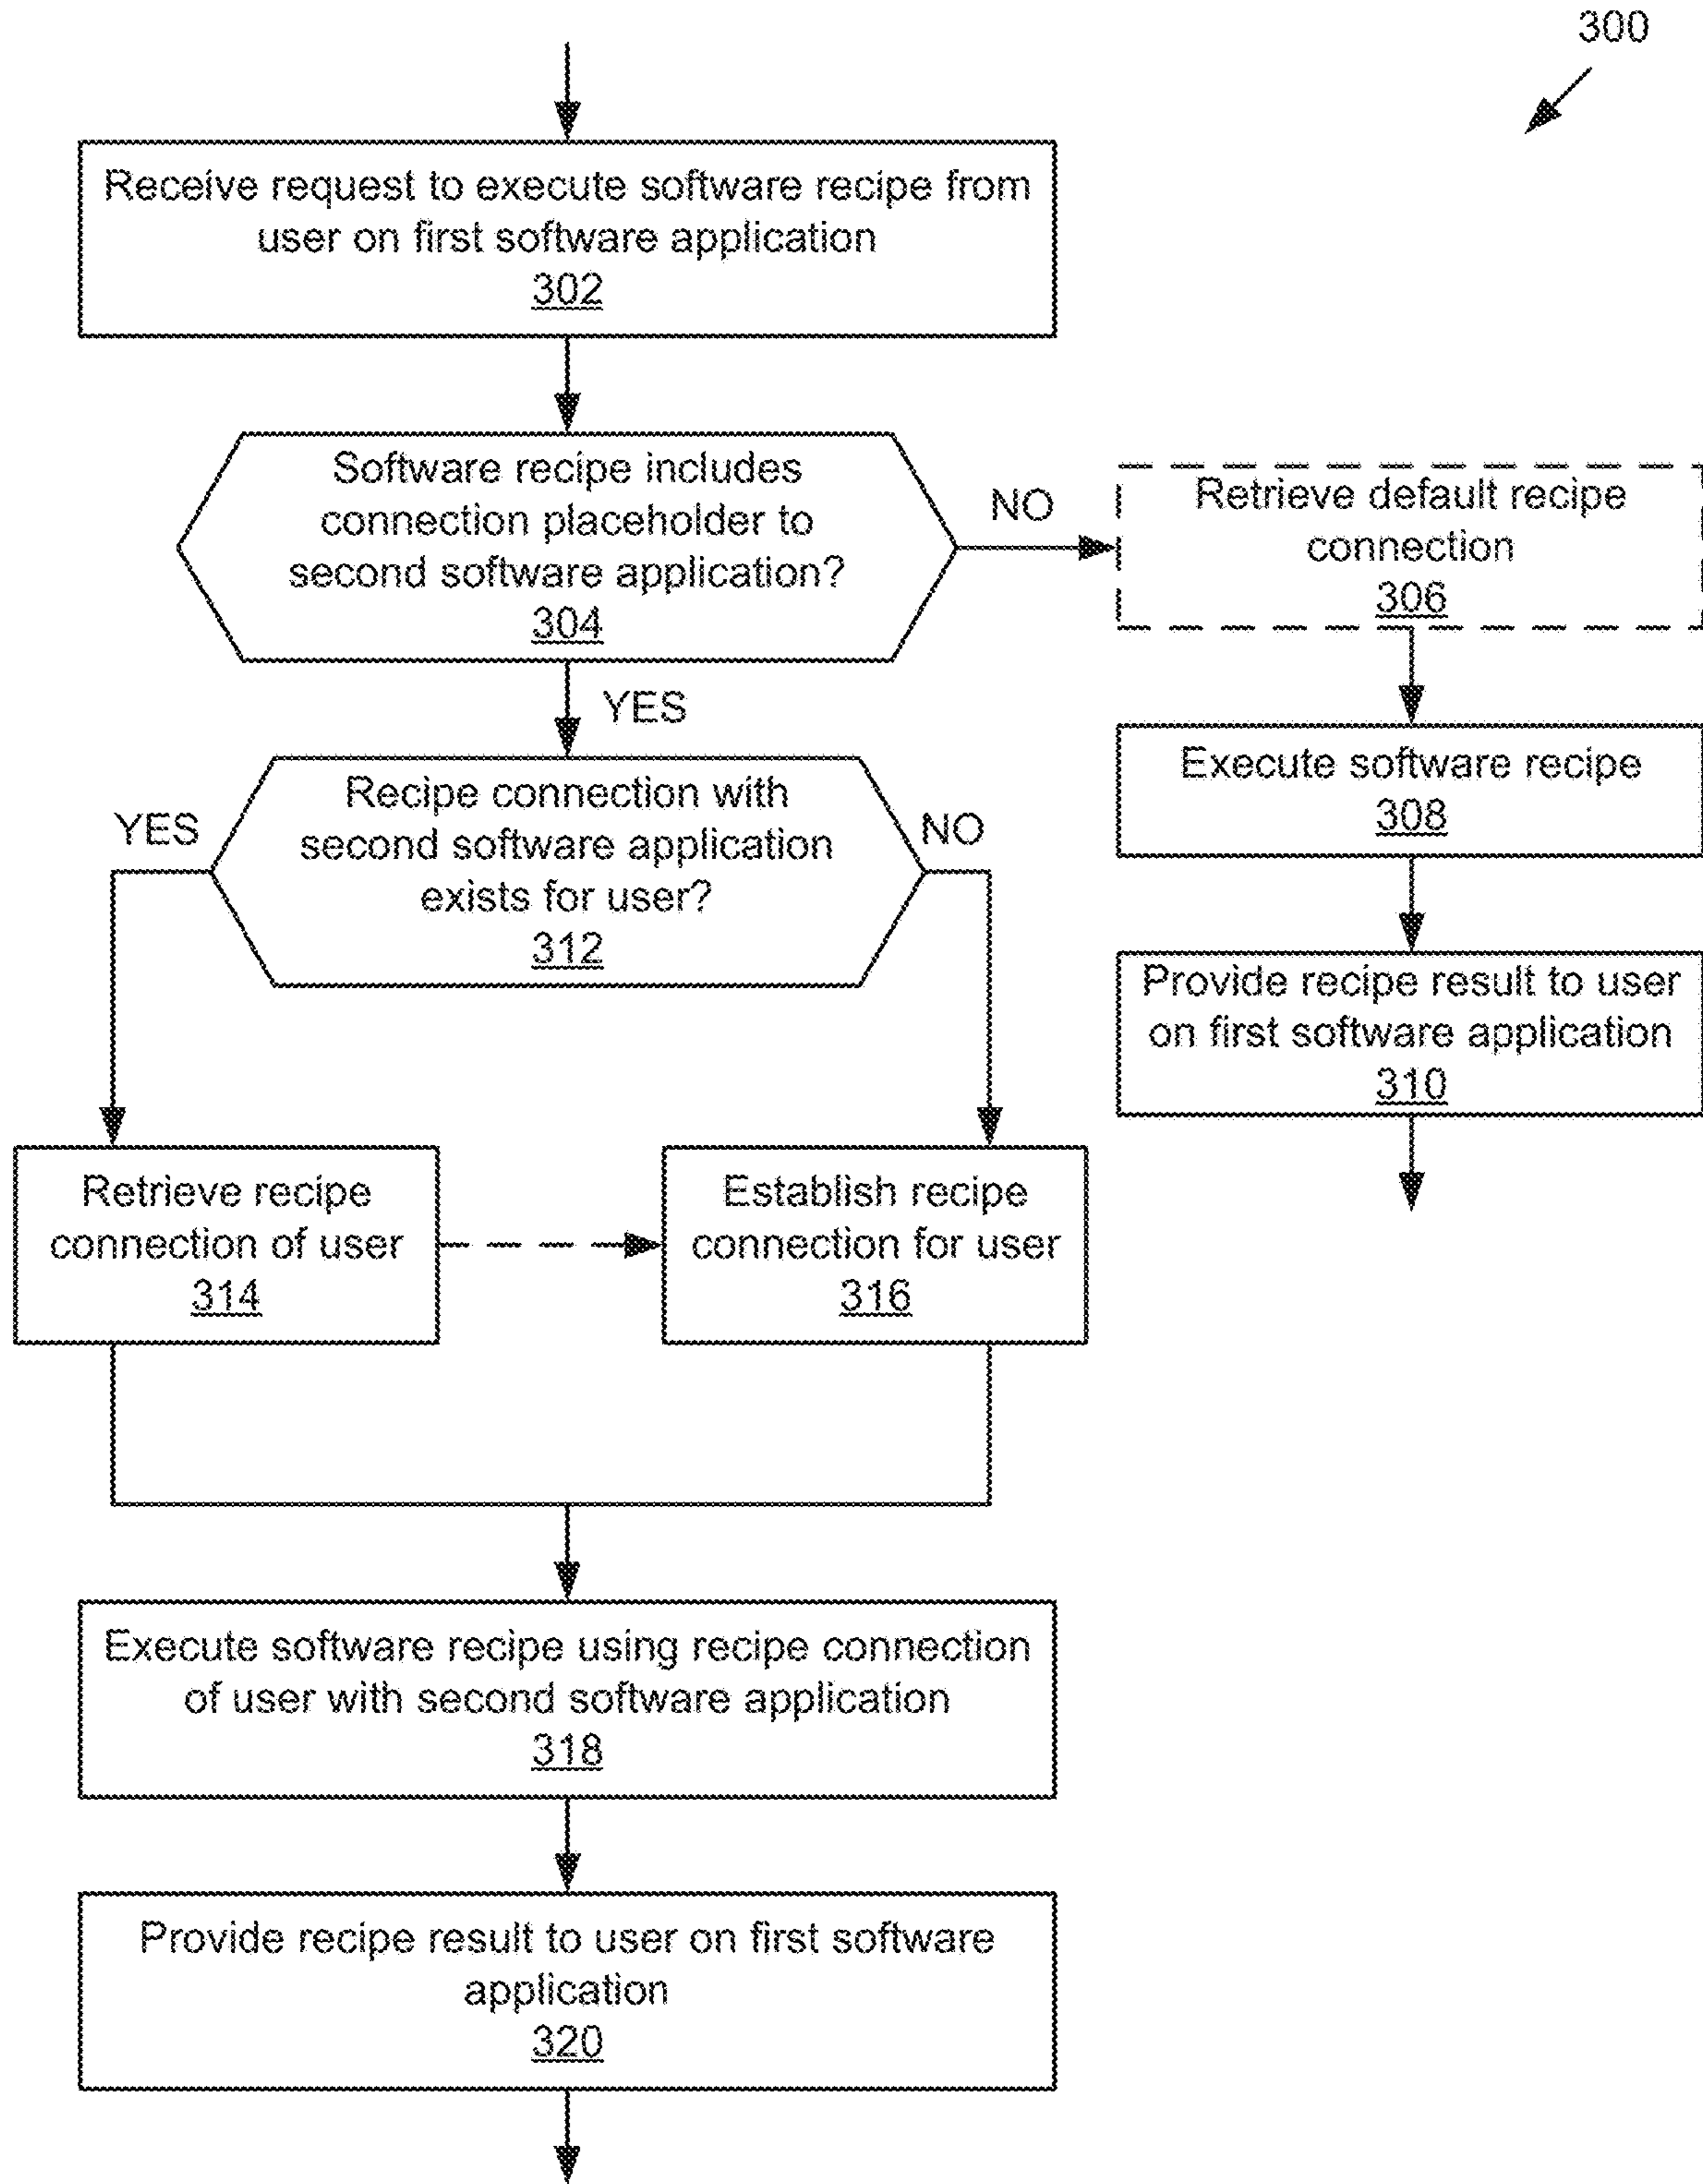 300
Receive request to execute software recipe from
user on first software application
302
Software recipe includes
connection placeholder to
second software application?
304
NO
Retrieve default recipe
connection
306
YES
Execute software recipe
308
Recipe connection with
second software application
exists for user?
312
YES
NO
Provide recipe result to user
on first software application
310
Retrieve recipe
connection of user
314
Establish recipe
connection for user
316
Execute software recipe using recipe connection
of user with second software application
318
Provide recipe result to user on first software
application
320